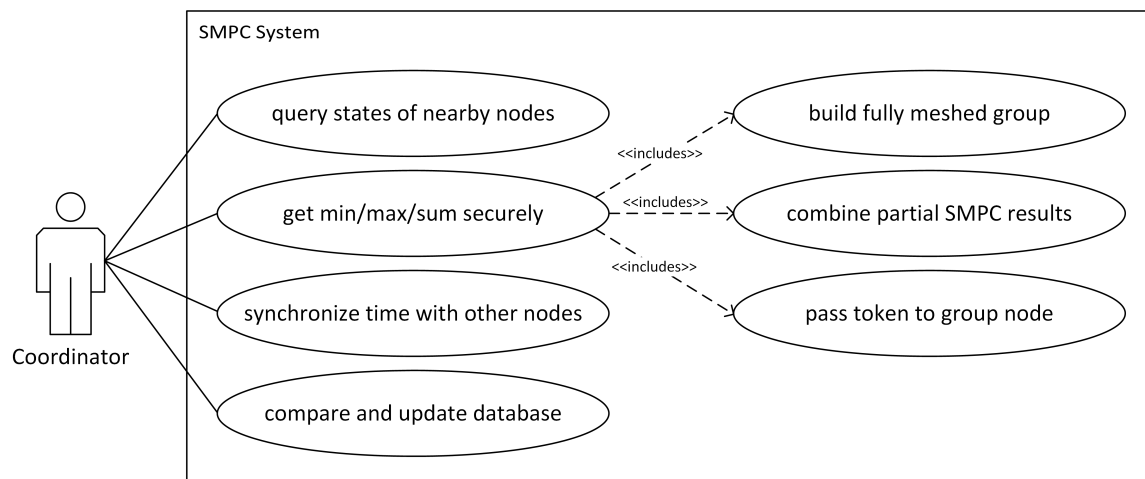 SMPC System
query states of nearby nodes
build fully meshed group
<<includes>>
get min/max/sum securely
<<includes>>
combine partial SMPC results
<<includes>>
synchronize time with other nodes
pass token to group node
Coordinator
compare and update database